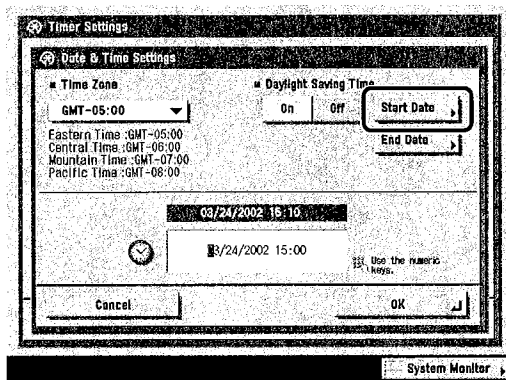 Timer Settings
Date & Time Settings
Time Zone
Daylight Saving Time
GMT-05:00
On
Off
Start Date
Eastern Time :GMT-05:00
Central Time :GMT-06:00
Mountain Time :GMT-07:00
Pacific Time :GMT-08:00
End Date
03/24/2002 16:10
03/24/2002 15:00
Use the numeric
keys.
Cancel
OK
System Monitor